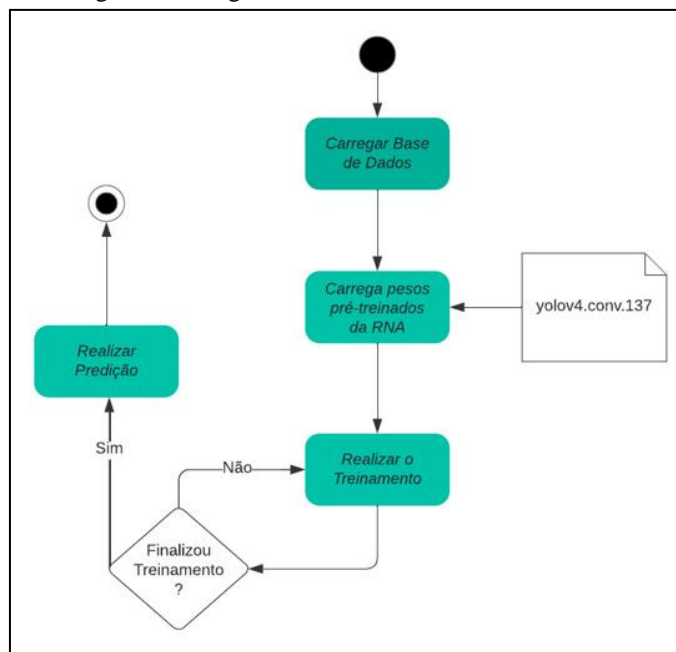 Carregar Base
de Dados
Carrega pesos
pré-treinados
da RNA
yolov4.conv.137
Realizar
Predição
Sim
Não
Realizar o
Treinamento
Finalizou
Treinamento
?